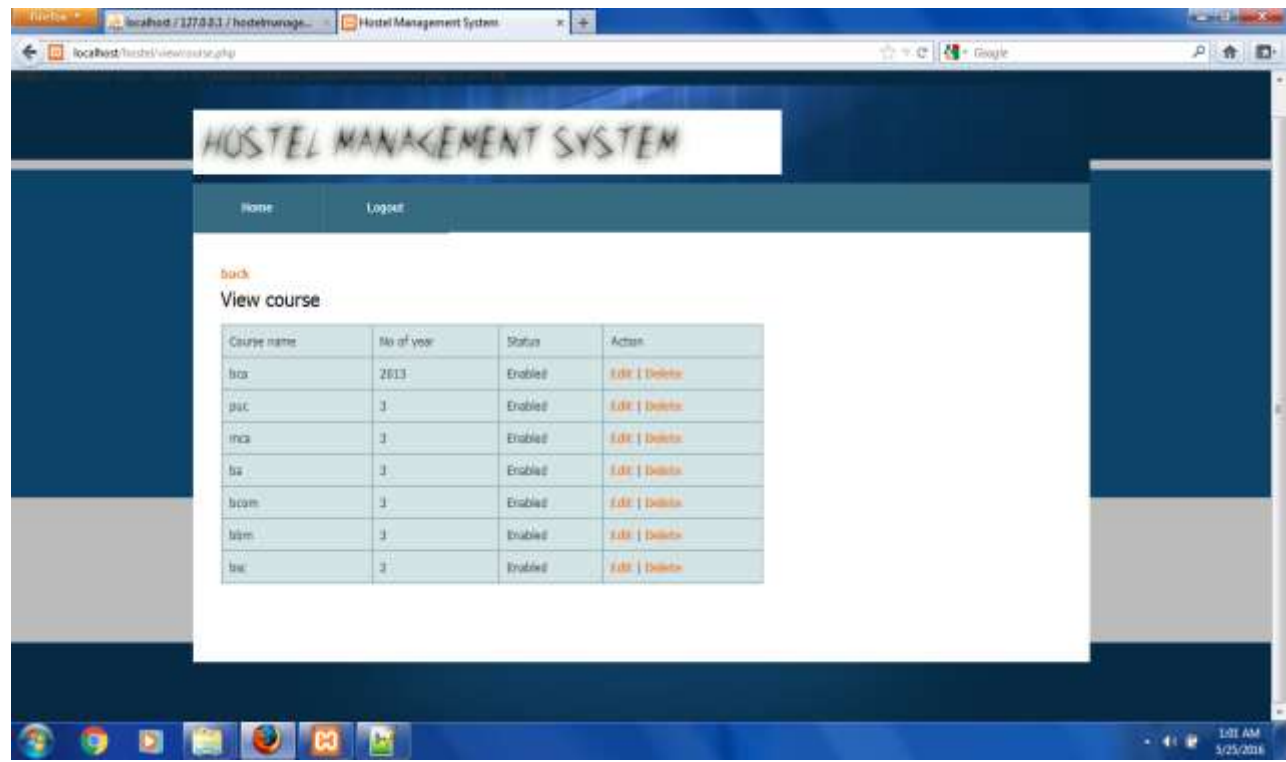 Firefox
localhost / 127.0.0.1 / hostelmanage...
Hostel Management System
localhost/hostel/viewcourse.php
Google
HOSTEL MANAGEMENT SYSTEM
Home Logout
back
View course
Course name No of year Status Action
bca 2013 Enabled Edit | Delete
puc 3 Enabled Edit | Delete
mca 3 Enabled Edit | Delete
ba 3 Enabled Edit | Delete
bcom 3 Enabled Edit | Delete
bbm 3 Enabled Edit | Delete
3 Enabled Edit | Delete
1:01 AM
5/25/2016